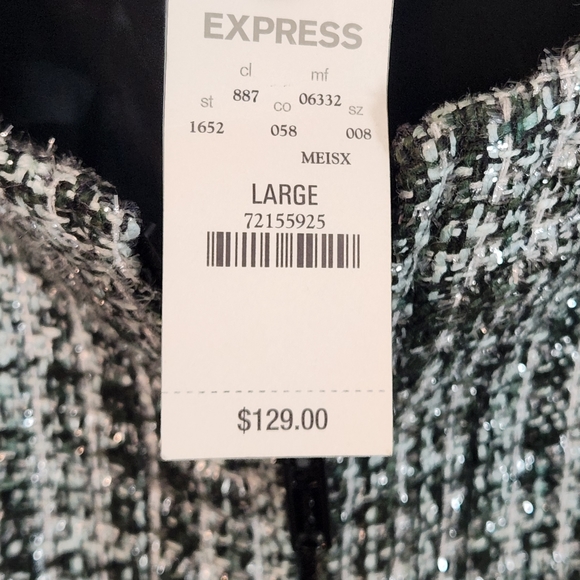 EXPRESS
cl mf
887 06332
st co sz
1652 058 008
MEISX
LARGE
72155925
$129.00